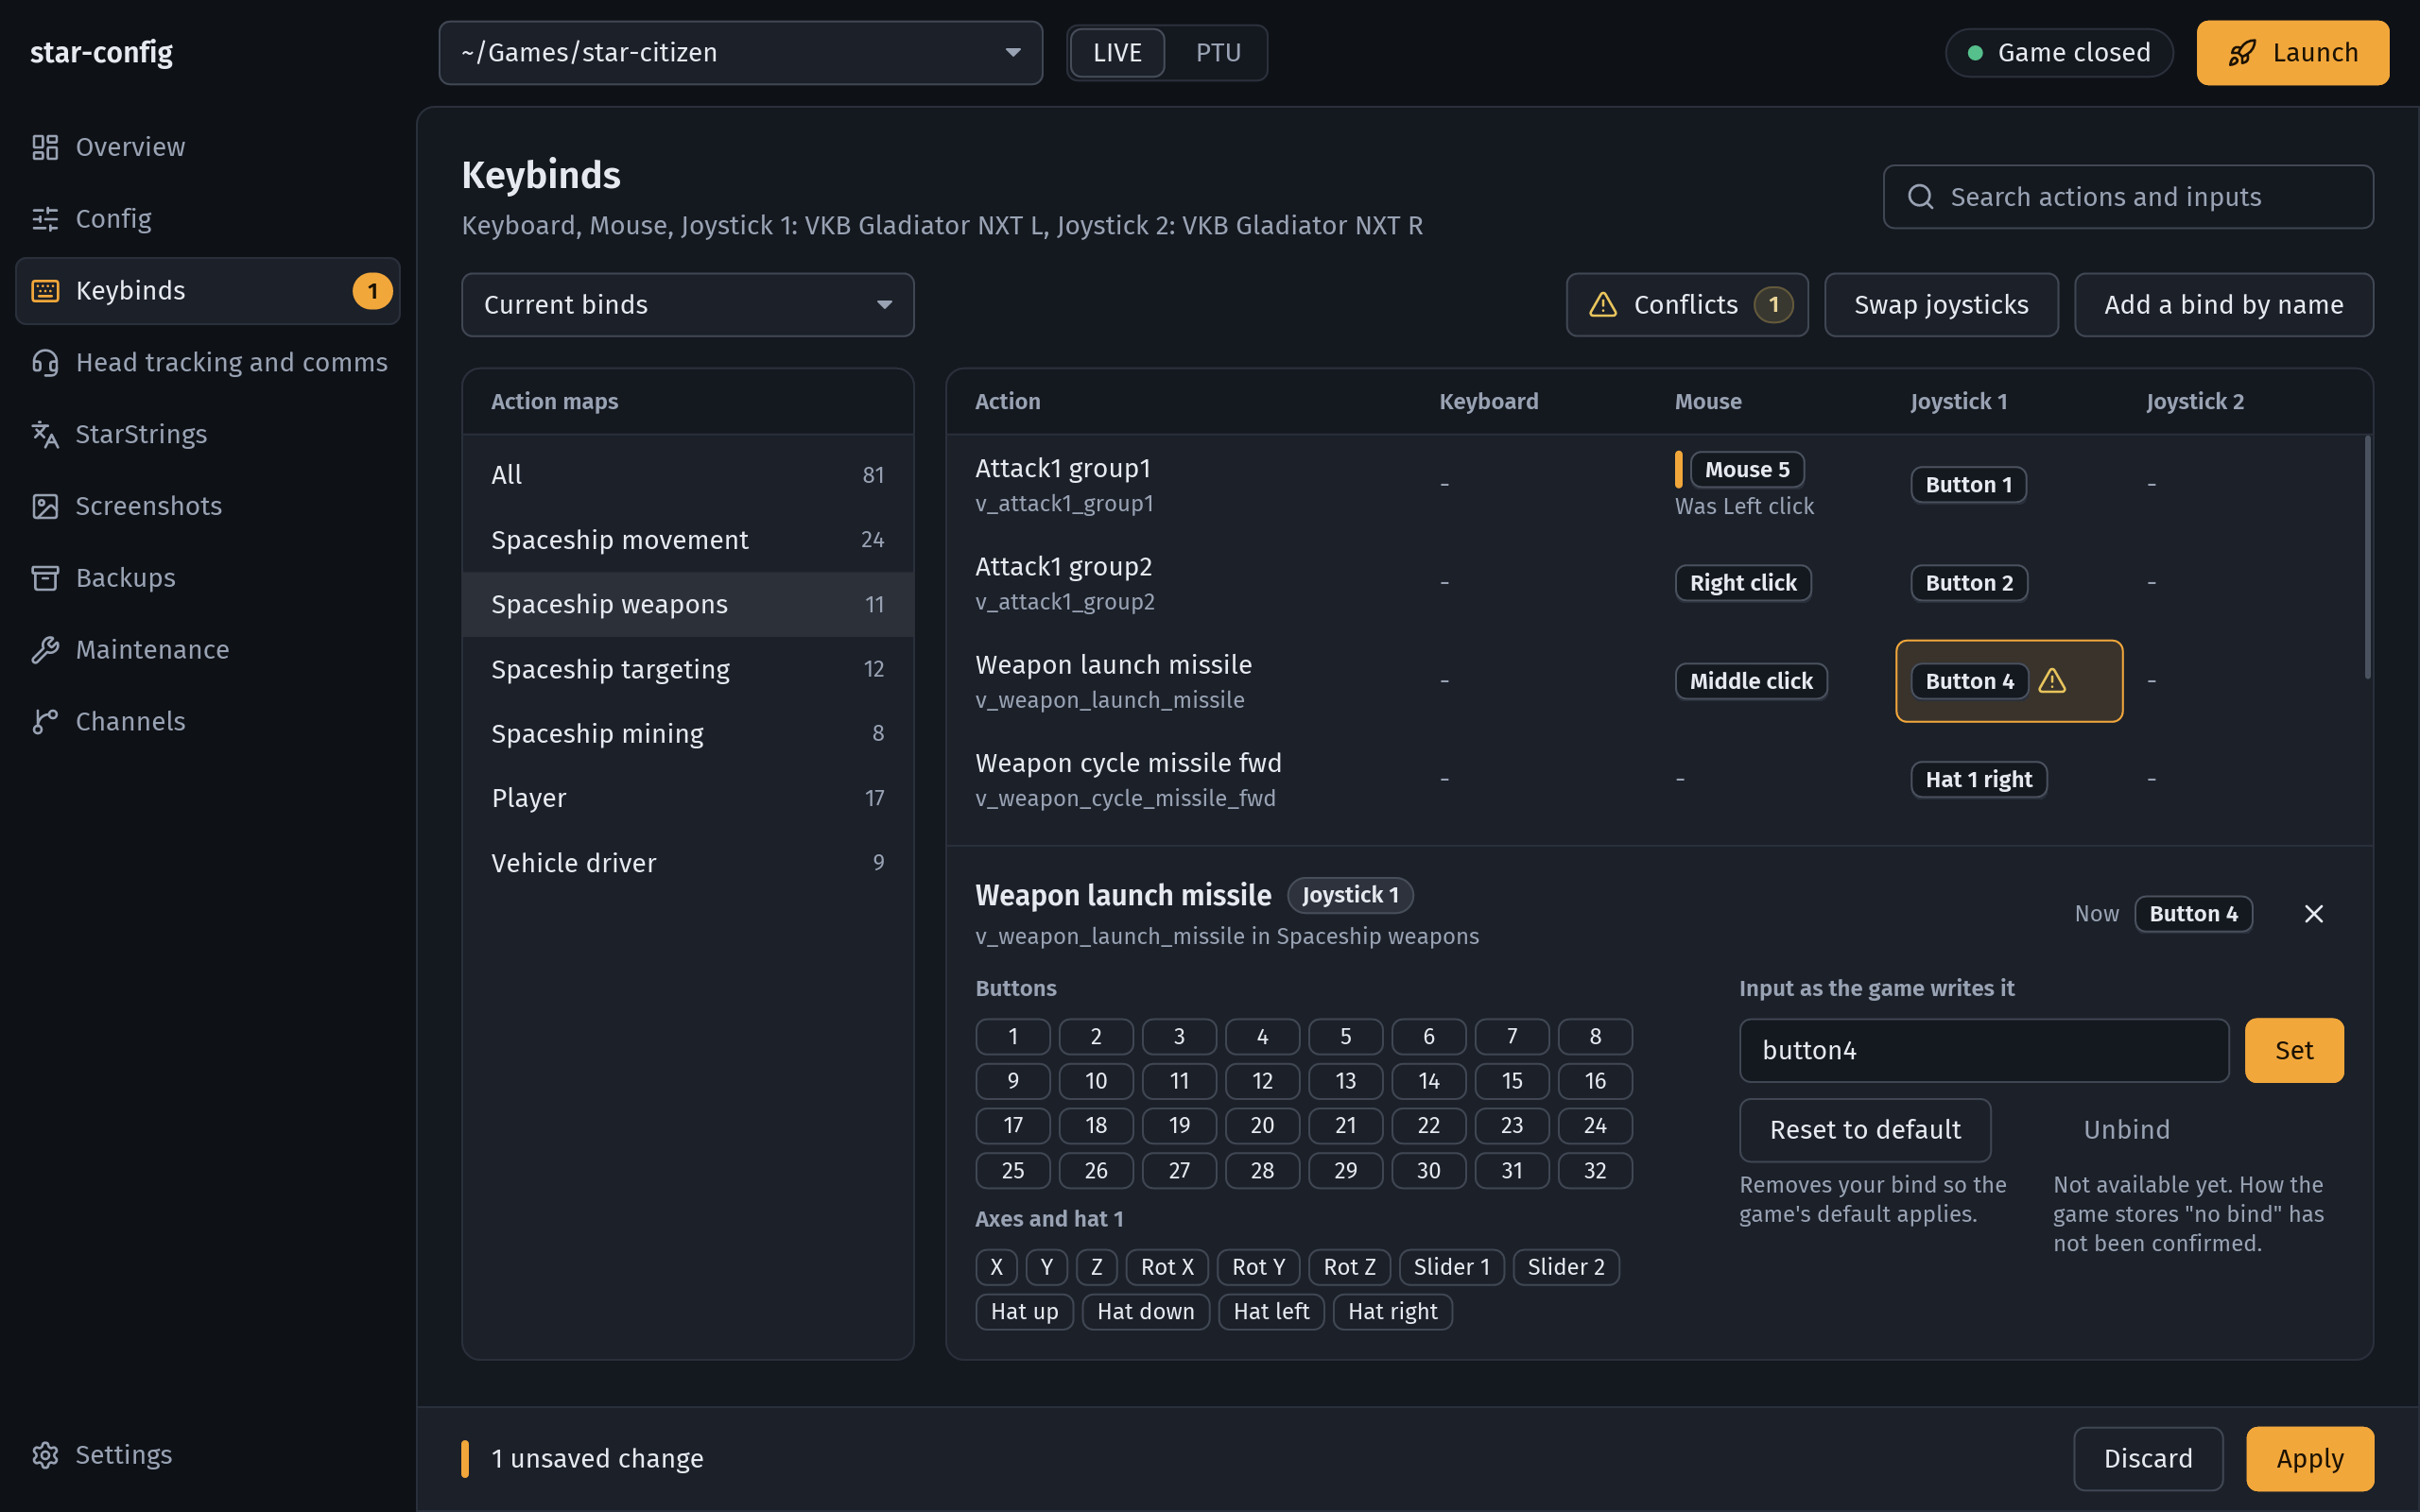 star-config
~/Games/star-citizen
LIVE
PTU
Game closed
Launch
Overview
Config
Keybinds
1
Head tracking and comms
StarStrings
Screenshots
Backups
Maintenance
Channels
Settings
Keybinds
Keyboard, Mouse, Joystick 1: VKB Gladiator NXT L, Joystick 2: VKB Gladiator NXT R
Search actions and inputs
Current binds
Conflicts 1
Swap joysticks
Add a bind by name
Action maps
All 81
Spaceship movement 24
Spaceship weapons 11
Spaceship targeting 12
Spaceship mining 8
Player 17
Vehicle driver 9
Action Keyboard Mouse Joystick 1 Joystick 2
Attack1 group1
v_attack1_group1
-
Mouse 5
Was Left click
Button 1
-
Attack1 group2
v_attack1_group2
-
Right click
Button 2
-
Weapon launch missile
v_weapon_launch_missile
-
Middle click
Button 4
-
Weapon cycle missile fwd
v_weapon_cycle_missile_fwd
-
-
Hat 1 right
-
Weapon launch missile Joystick 1
v_weapon_launch_missile in Spaceship weapons
Now Button 4
Buttons
1 2 3 4 5 6 7 8
9 10 11 12 13 14 15 16
17 18 19 20 21 22 23 24
25 26 27 28 29 30 31 32
Axes and hat 1
X Y Z Rot X Rot Y Rot Z Slider 1 Slider 2
Hat up Hat down Hat left Hat right
Input as the game writes it
button4
Set
Reset to default
Removes your bind so the
game's default applies.
Unbind
Not available yet. How the
game stores "no bind" has
not been confirmed.
1 unsaved change
Discard
Apply